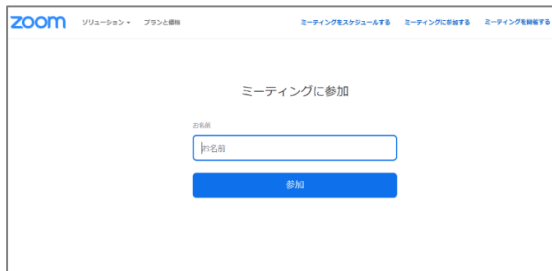 zoom ソリューション プランと価格 ミーティングをスケジュールする ミーティングに参加する ミーティングを開催する
ミーティングに参加
お名前
お名前
参加